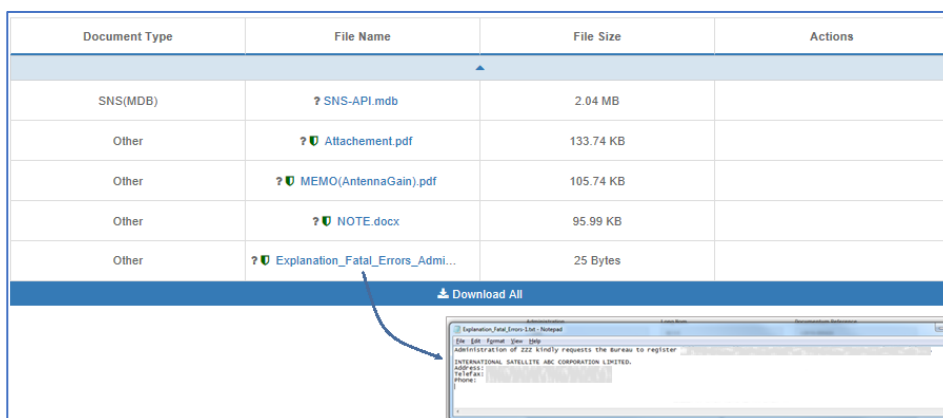 Document Type File Name File Size Actions
SNS(MDB) ? SNS-API.mdb 2.04 MB
Other ? Attachement.pdf 133.74 KB
Other ? MEMO(AntennaGain).pdf 105.74 KB
Other ? NOTE.docx 95.99 KB
Other ? Explanation_Fatal_Errors_Admi... 25 Bytes
Download All
Explanation_Fatal_Errors-1.txt - Notepad
File Edit Format View Help
Administration of ZZZ kindly requests the Bureau to register
INTERNATIONAL SATELLITE ABC CORPORATION LIMITED.
Address:
Telefax:
Phone: